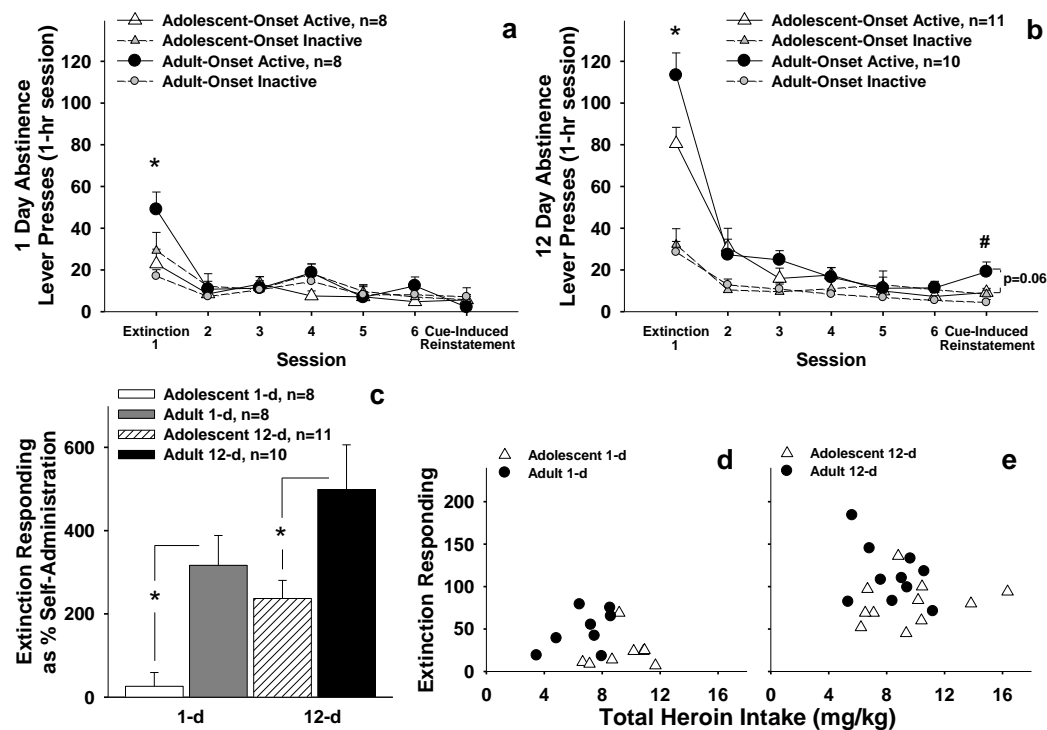 Adolescent-Onset Active, n=8
Adolescent-Onset Inactive
Adult-Onset Active, n=8
Adult-Onset Inactive
a
1 Day Abstinence
Lever Presses (1-hr session)
120
100
80
60
40
20
0
*
Extinction
1
2
3
4
5
6
Cue-Induced
Reinstatement
Session
Adolescent-Onset Active, n=11
Adolescent-Onset Inactive
Adult-Onset Active, n=10
Adult-Onset Inactive
b
12 Day Abstinence
Lever Presses (1-hr session)
120
100
80
60
40
20
0
*
#
p=0.06
Extinction
1
2
3
4
5
6
Cue-Induced
Reinstatement
Session
Adolescent 1-d, n=8
Adult 1-d, n=8
Adolescent 12-d, n=11
Adult 12-d, n=10
c
Extinction Responding
as % Self-Administration
600
400
200
0
*
*
1-d
12-d
Adolescent 1-d
Adult 1-d
d
Extinction Responding
200
150
100
50
0
0
4
8
12
16
Adolescent 12-d
Adult 12-d
e
0
4
8
12
16
Total Heroin Intake (mg/kg)